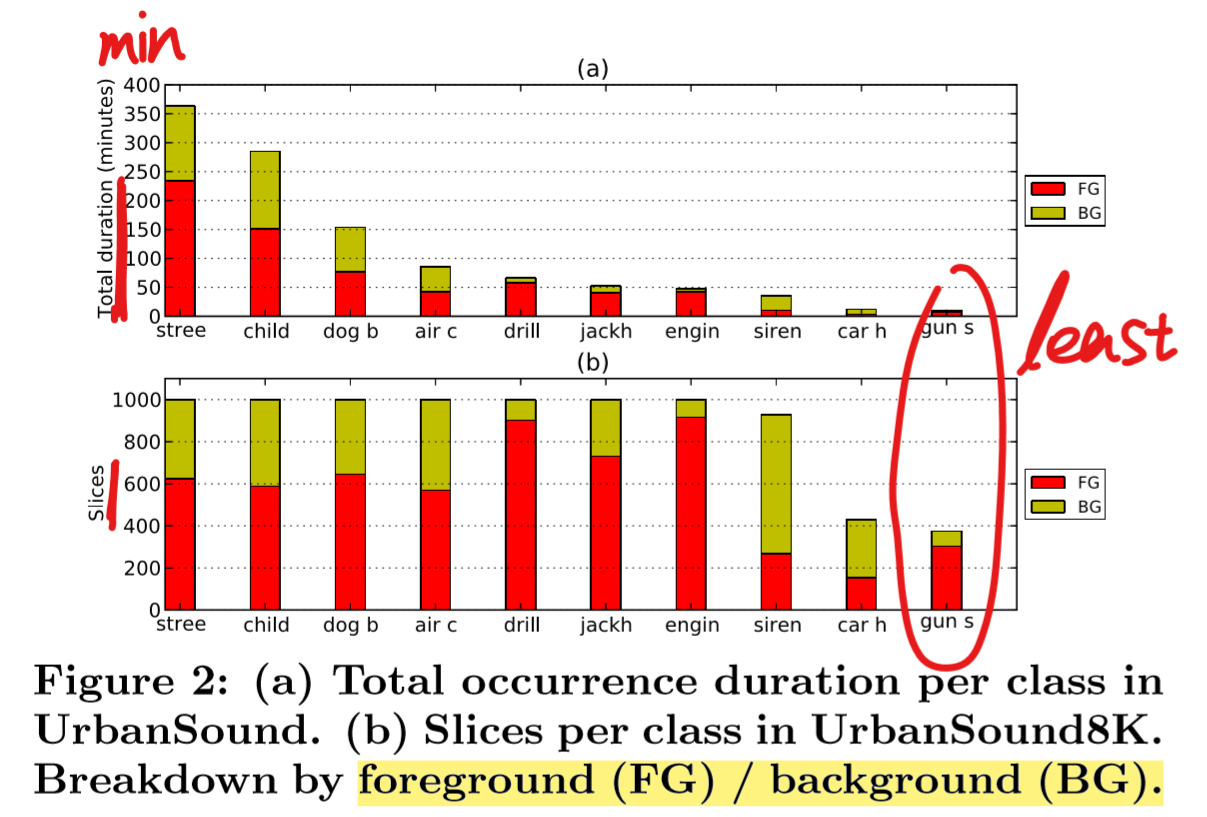 min
(a)
Total duration (minutes)
400
350
300
250
200
150
100
50
0
stree child dog b air c drill jackh engin siren car h gun s
FG
BG
least
(b)
Slices
1000
800
600
400
200
0
stree child dog b air c drill jackh engin siren car h gun s
FG
BG
Figure 2: (a) Total occurrence duration per class in
UrbanSound. (b) Slices per class in UrbanSound8K.
Breakdown by foreground (FG) / background (BG).